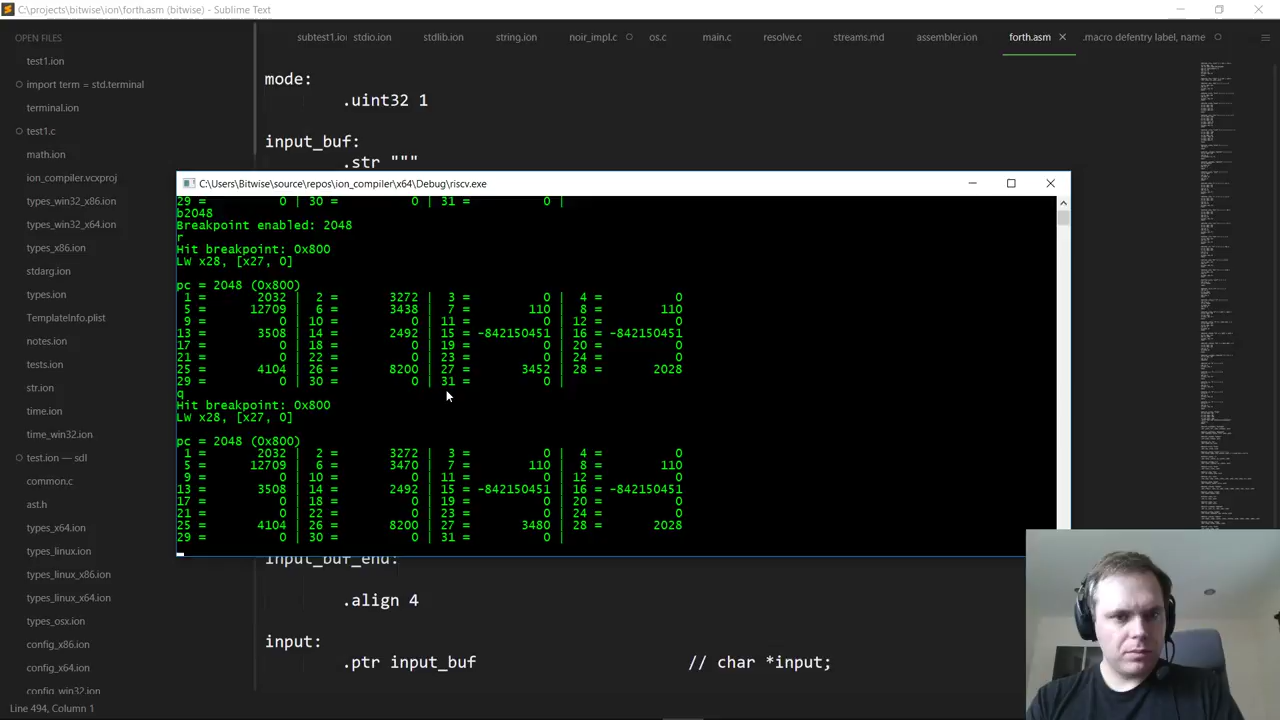 C:\projects\bitwise\ion\forth.asm (bitwise) - Sublime Text
OPEN FILES
test1.ion
import term = std.terminal
terminal.ion
test1.c
math.ion
ion_compiler.vcxproj
types_win32_x86.ion
types_win32_x64.ion
types_x86.ion
stdarg.ion
types.ion
TemplateInfo.plist
notes.ion
tests.ion
str.ion
time.ion
time_win32.ion
test.ion — sdl
common.c
ast.h
types_x64.ion
types_linux.ion
types_linux_x86.ion
types_linux_x64.ion
types_osx.ion
config_x86.ion
config_x64.ion
config_win32.ion
Line 494, Column 1
subtest1.io stdio.ion stdlib.ion string.ion noir_impl.c os.c main.c resolve.c streams.md assembler.ion forth.asm .macro defentry label, name
mode:
.uint32 1
input_buf:
.str """
C:\Users\Bitwise\source\repos\ion_compiler\x64\Debug\riscv.exe
29 = 0 | 30 = 0 | 31 = 0 |
b2048
Breakpoint enabled: 2048
r
Hit breakpoint: 0x800
LW x28, [x27, 0]
pc = 2048 (0x800)
1 = 2032 | 2 = 3272 | 3 = 0 | 4 = 0
5 = 12709 | 6 = 3438 | 7 = 110 | 8 = 110
9 = 0 | 10 = 0 | 11 = 0 | 12 = 0
13 = 3508 | 14 = 2492 | 15 = -842150451 | 16 = -842150451
17 = 0 | 18 = 0 | 19 = 0 | 20 = 0
21 = 0 | 22 = 0 | 23 = 0 | 24 = 0
25 = 4104 | 26 = 8200 | 27 = 3452 | 28 = 2028
29 = 0 | 30 = 0 | 31 = 0 |
q
Hit breakpoint: 0x800
LW x28, [x27, 0]
pc = 2048 (0x800)
1 = 2032 | 2 = 3272 | 3 = 0 | 4 = 0
5 = 12709 | 6 = 3470 | 7 = 110 | 8 = 110
9 = 0 | 10 = 0 | 11 = 0 | 12 = 0
13 = 3508 | 14 = 2492 | 15 = -842150451 | 16 = -842150451
17 = 0 | 18 = 0 | 19 = 0 | 20 = 0
21 = 0 | 22 = 0 | 23 = 0 | 24 = 0
25 = 4104 | 26 = 8200 | 27 = 3480 | 28 = 2028
29 = 0 | 30 = 0 | 31 = 0 |
input_buf_end:
.align 4
input:
.ptr input_buf // char *input;